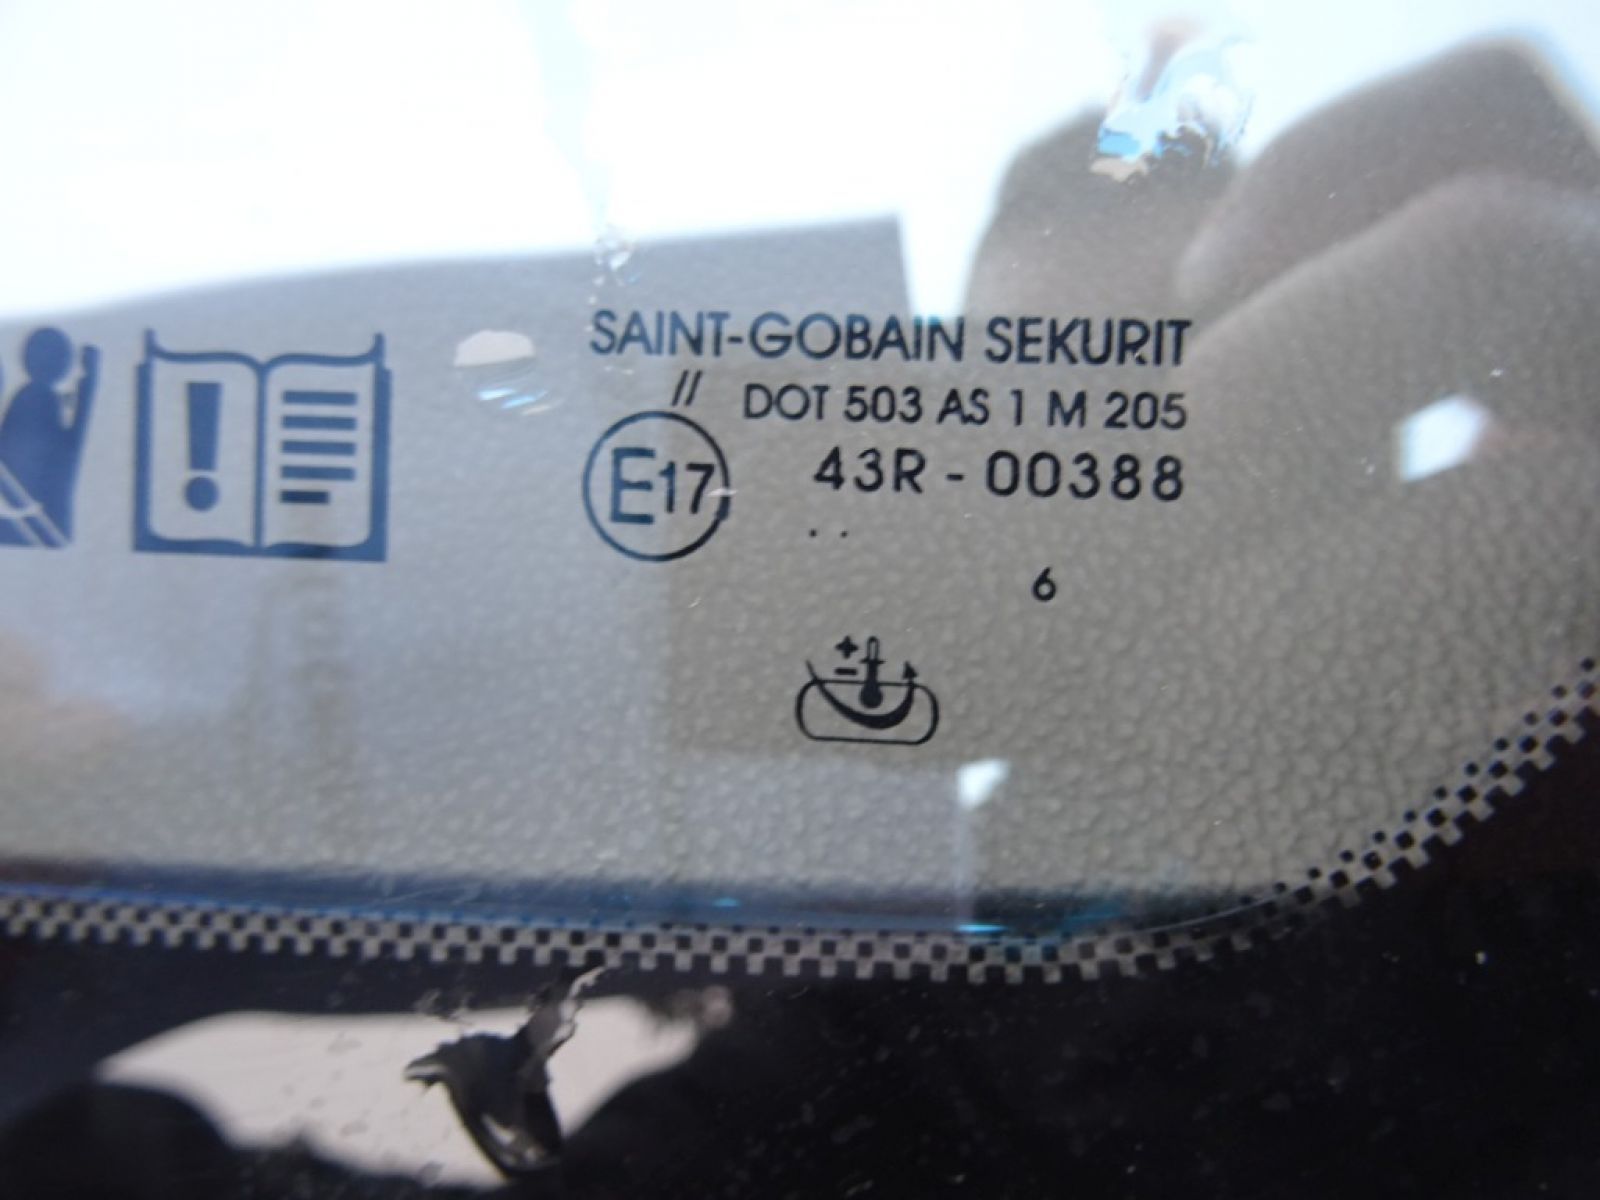 SAINT-GOBAIN SEKURIT
// DOT 503 AS 1 M 205
E17 43R - 00388
. .
6